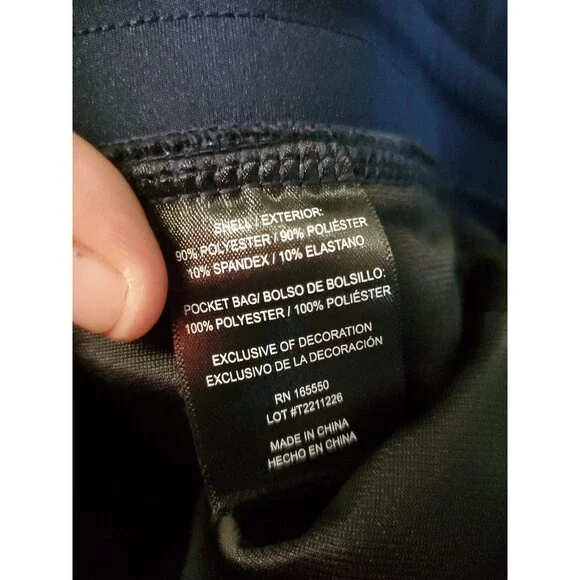 SHELL / EXTERIOR:
90% POLYESTER / 90% POLIÉSTER
10% SPANDEX / 10% ELASTANO
POCKET BAG/ BOLSO DE BOLSILLO:
100% POLYESTER / 100% POLIÉSTER
EXCLUSIVE OF DECORATION
EXCLUSIVO DE LA DECORACIÓN
RN 165550
LOT #T2211226
MADE IN CHINA
HECHO EN CHINA